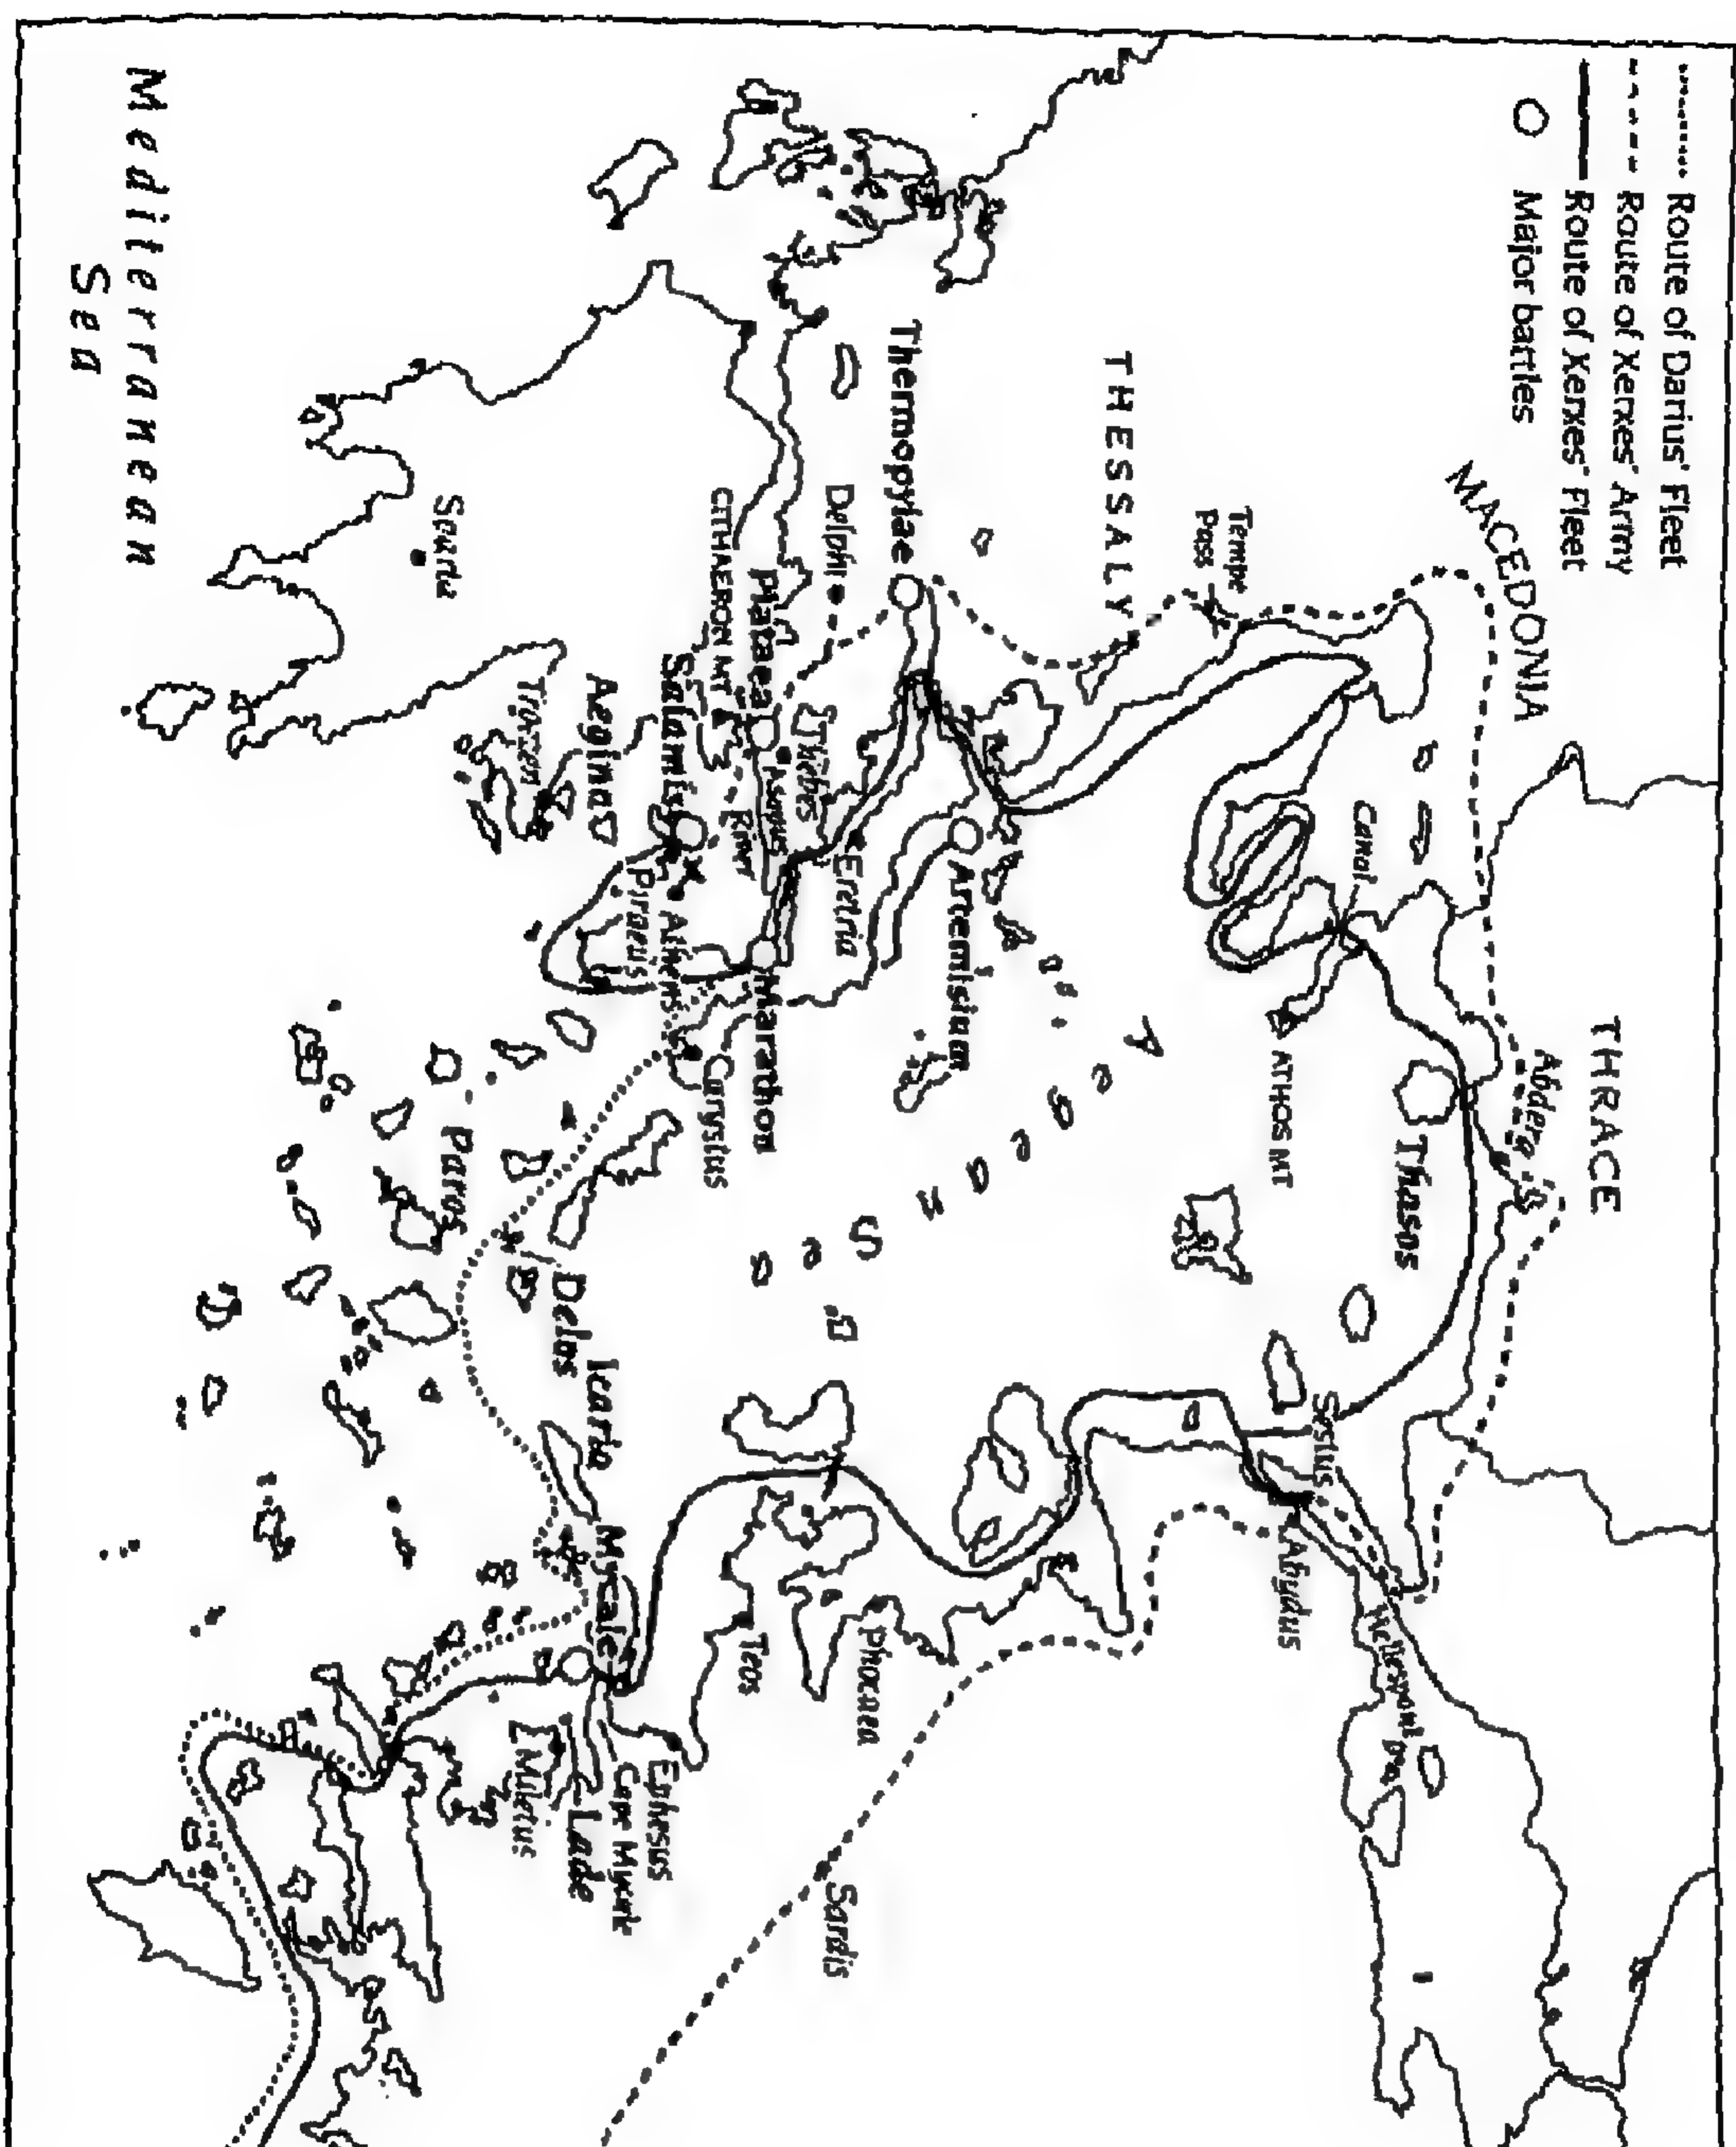 Route of Darius' Fleet
Route of Xerxes' Army
Route of Xerxes' Fleet
Major battles
MACEDONIA
THRACE
Abdera
Tempe
Pass
THESSALY
Canal
ATHOS MT
Thasos
Sestus
Abydus
Hellespont
Thermopylae
Artemisium
Aegean
Sea
Delphi
Thebes
Eretria
Phocaea
Sardis
Plataea
Asopus
River
CITHAERON MT
Marathon
Carystus
Teos
Salamis
Athens
Piraeus
Aegina
Troezen
Icaria
Delos
Mycale
Ephesus
Cape Mycale
Lade
Miletus
Sparta
Paros
Mediterranean
Sea